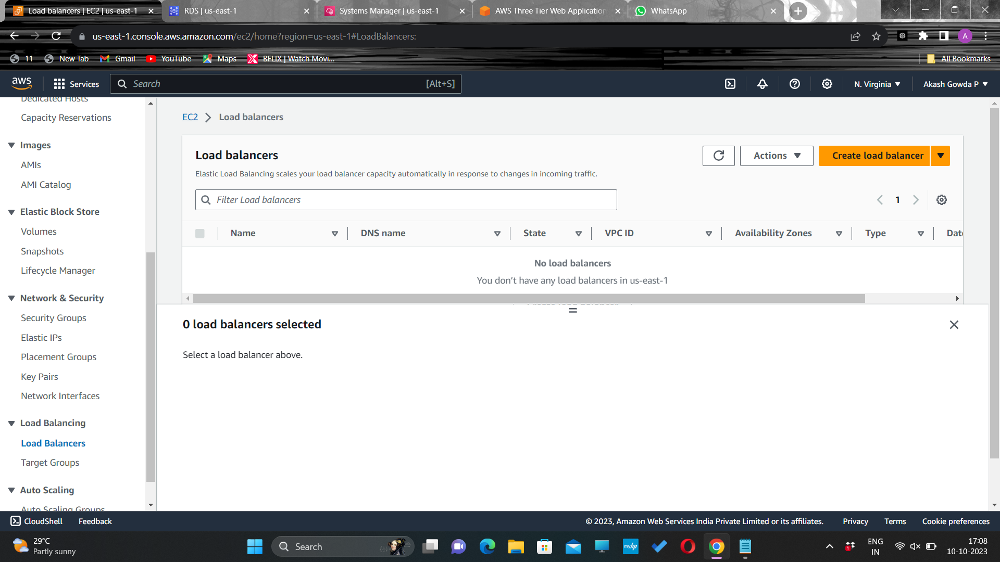 Load balancers | EC2 | us-east-1
RDS | us-east-1
Systems Manager | us-east-1
AWS Three Tier Web Application
WhatsApp
us-east-1.console.aws.amazon.com/ec2/home?region=us-east-1#LoadBalancers:
A
11
New Tab
Gmail
YouTube
Maps
BFLIX | Watch Movi...
All Bookmarks
aws
Services
Search
[Alt+S]
N. Virginia
Akash Gowda P
Dedicated Hosts
Capacity Reservations
Images
AMIs
AMI Catalog
Elastic Block Store
Volumes
Snapshots
Lifecycle Manager
Network & Security
Security Groups
Elastic IPs
Placement Groups
Key Pairs
Network Interfaces
Load Balancing
Load Balancers
Target Groups
Auto Scaling
Auto Scaling Groups
EC2 > Load balancers
Load balancers
Actions
Create load balancer
Elastic Load Balancing scales your load balancer capacity automatically in response to changes in incoming traffic.
Filter Load balancers
1
Name
DNS name
State
VPC ID
Availability Zones
Type
Date
No load balancers
You don't have any load balancers in us-east-1
Create load balancer
0 load balancers selected
Select a load balancer above.
CloudShell
Feedback
© 2023, Amazon Web Services India Private Limited or its affiliates.
Privacy
Terms
Cookie preferences
29°C
Partly sunny
Search
myhp
1
ENG
IN
17:08
10-10-2023